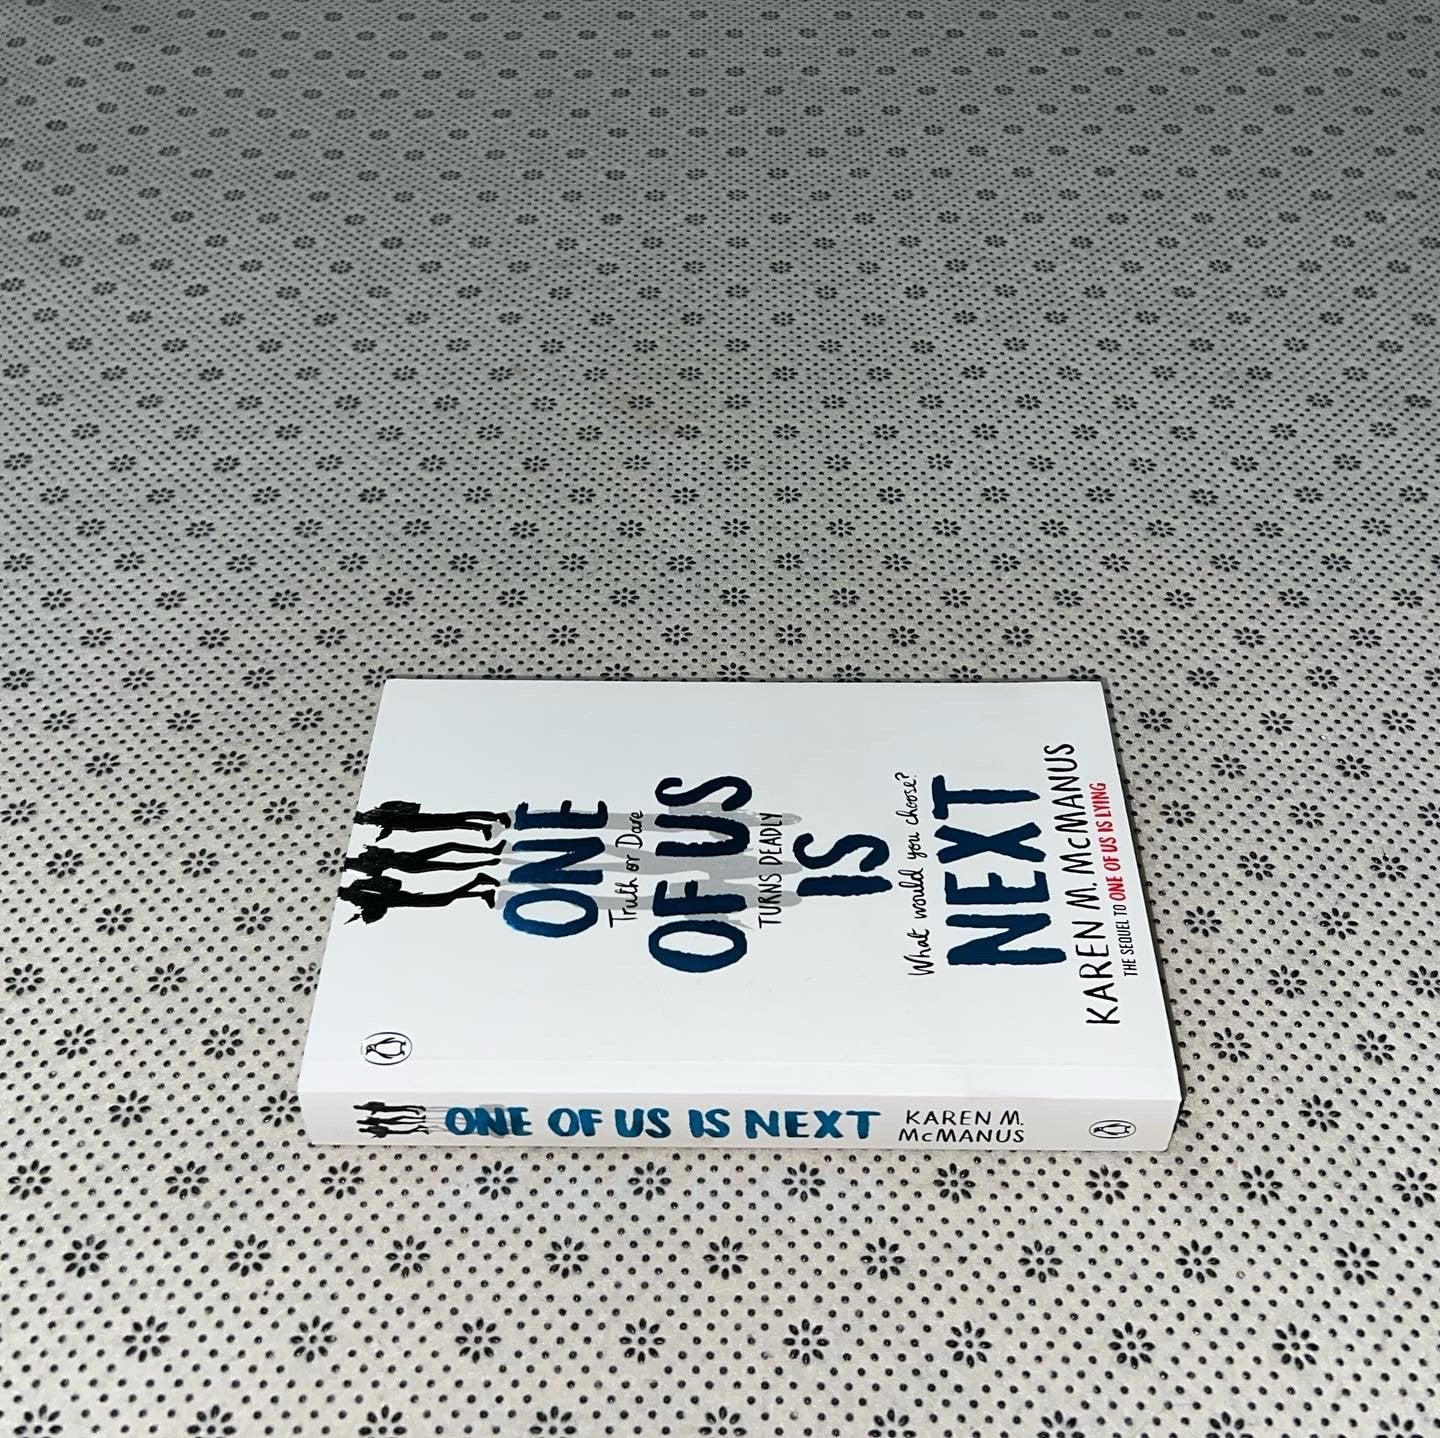 ONE
Truth or Dare
OF US
TURNS DEADLY
IS
What would you choose?
NEXT
KAREN M. McMANUS
THE SEQUEL TO ONE OF US IS LYING
ONE OF US IS NEXT
KAREN M.
McMANUS